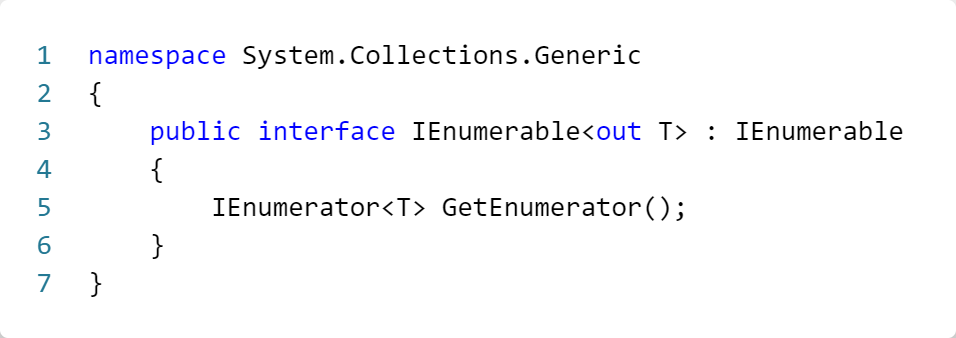 1 namespace System.Collections.Generic
2 {
3     public interface IEnumerable<out T> : IEnumerable
4     {
5         IEnumerator<T> GetEnumerator();
6     }
7 }